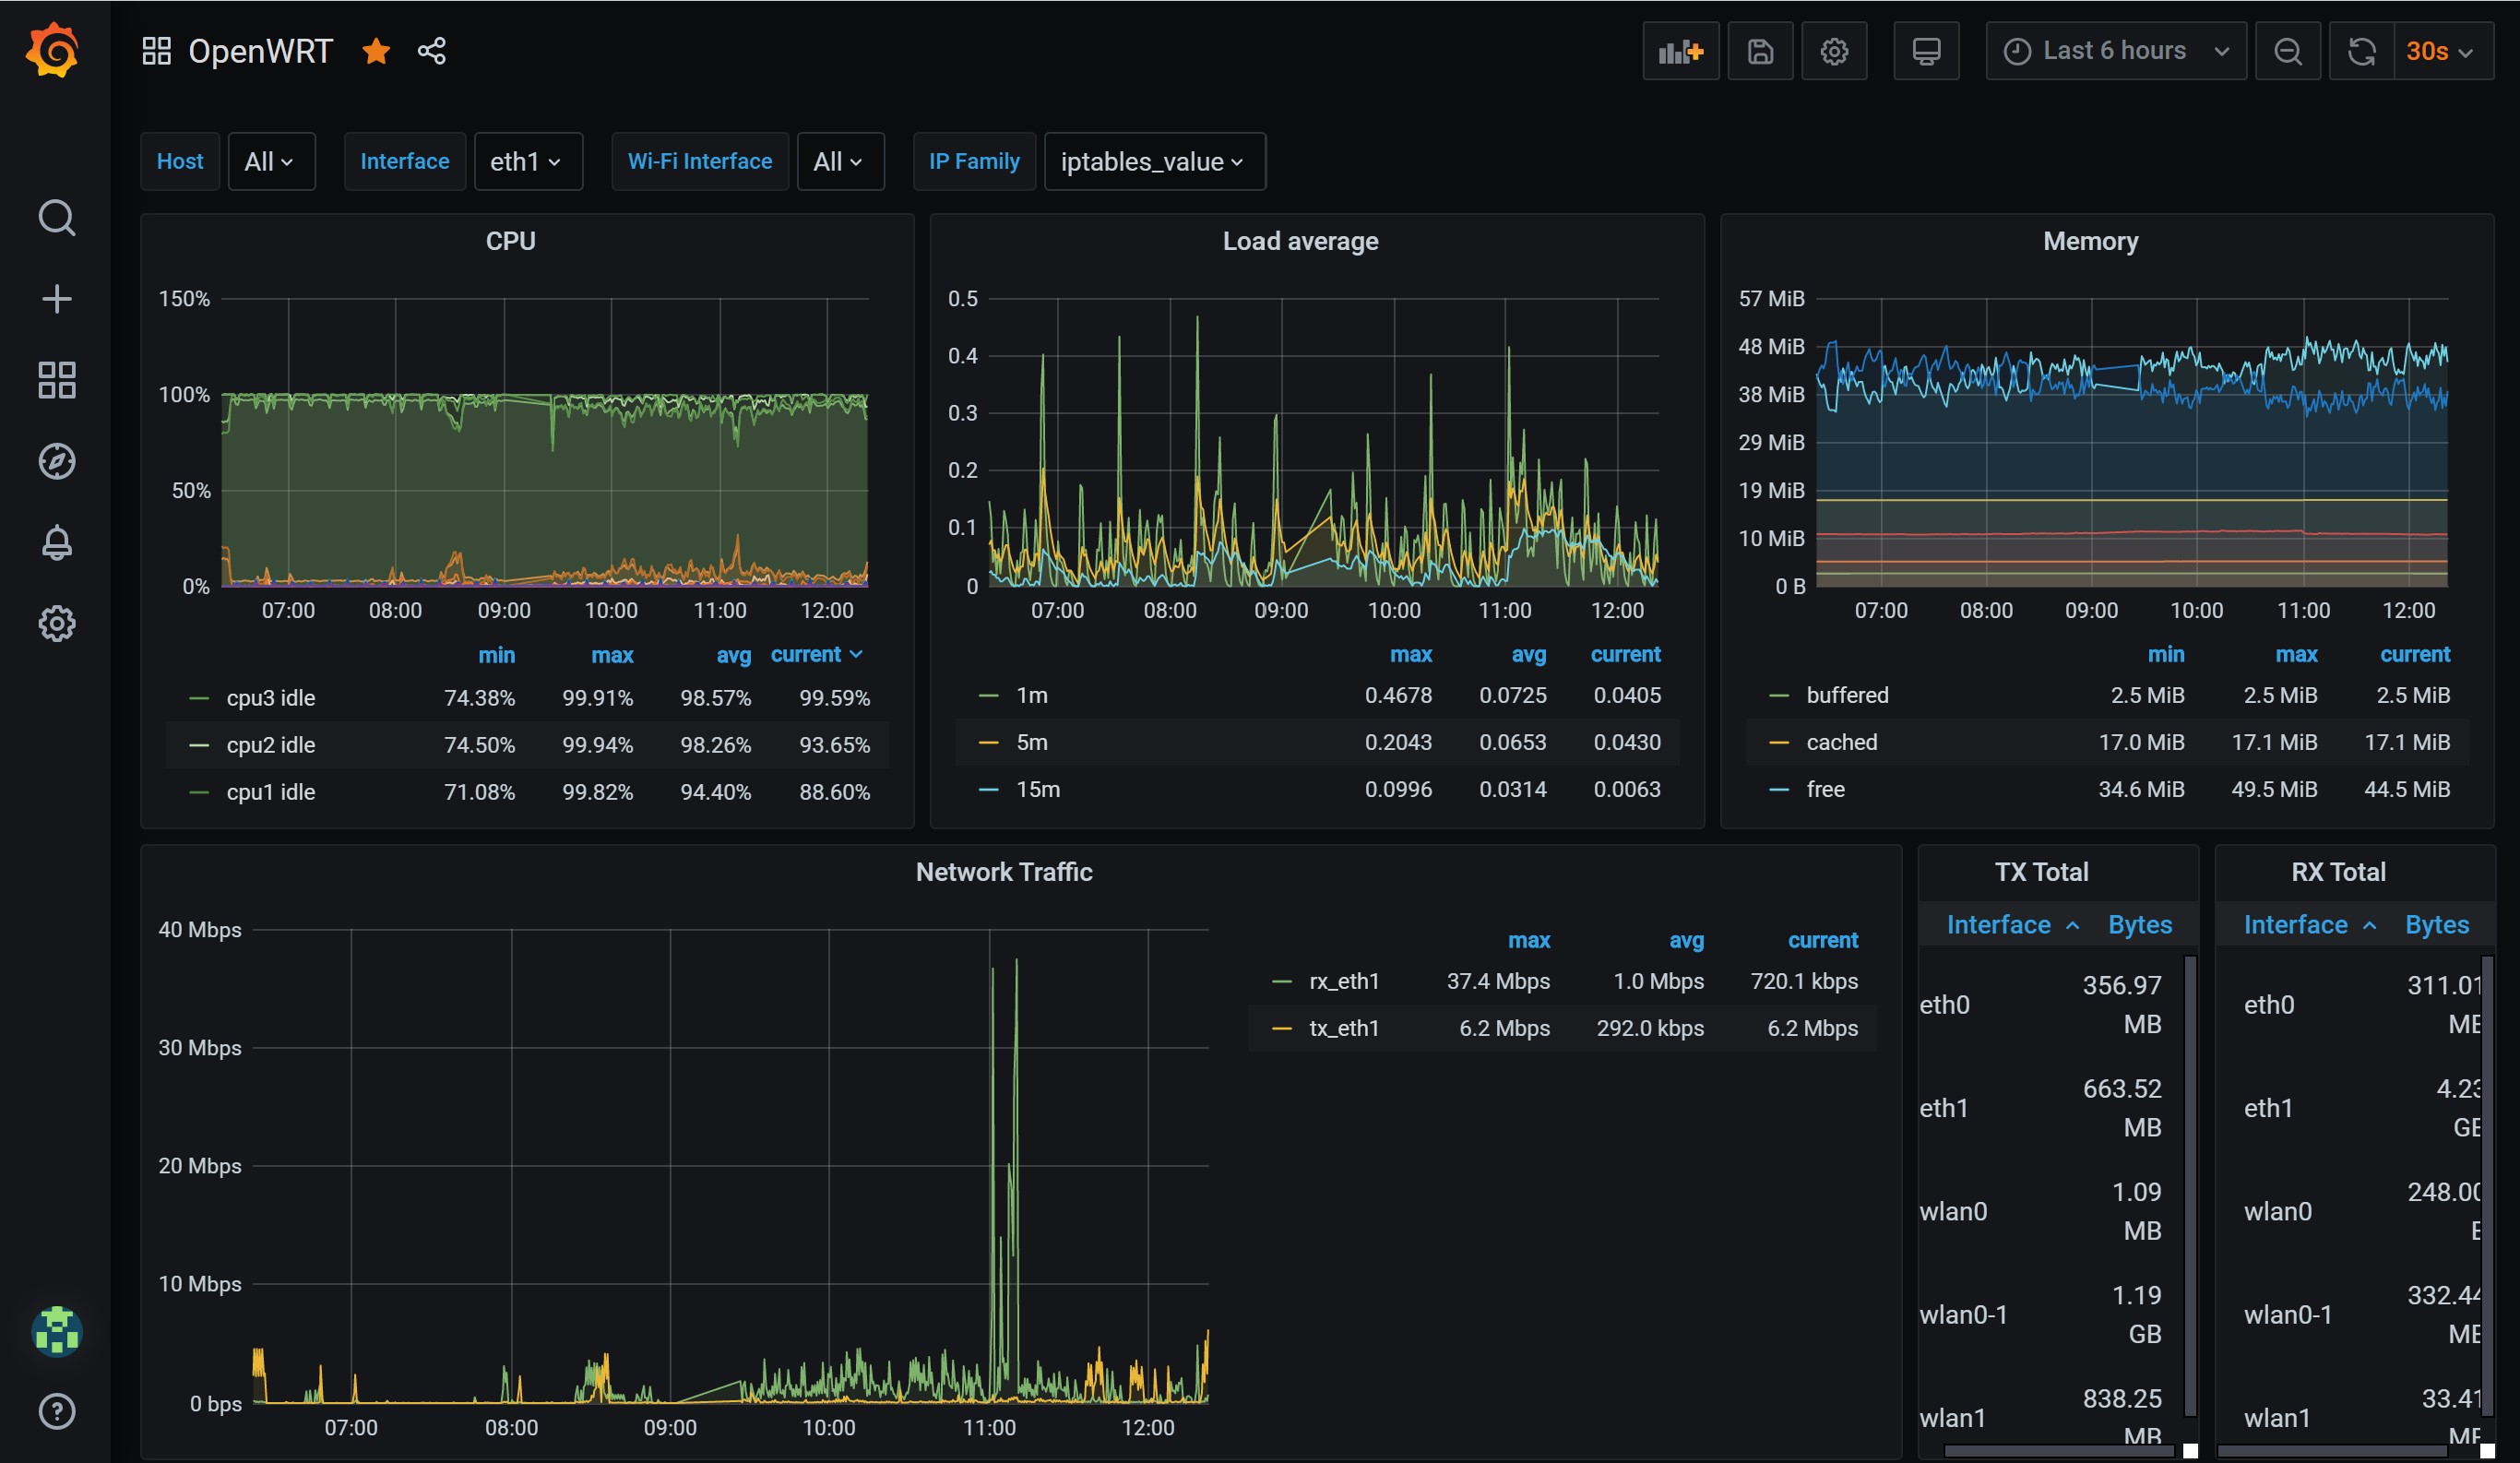 OpenWRT
Last 6 hours
30s
Host All Interface eth1 Wi-Fi Interface All IP Family iptables_value
CPU
150%
100%
50%
0%
07:00 08:00 09:00 10:00 11:00 12:00
min max avg current
cpu3 idle 74.38% 99.91% 98.57% 99.59%
cpu2 idle 74.50% 99.94% 98.26% 93.65%
cpu1 idle 71.08% 99.82% 94.40% 88.60%
Load average
0.5
0.4
0.3
0.2
0.1
0
07:00 08:00 09:00 10:00 11:00 12:00
max avg current
1m 0.4678 0.0725 0.0405
5m 0.2043 0.0653 0.0430
15m 0.0996 0.0314 0.0063
Memory
57 MiB
48 MiB
38 MiB
29 MiB
19 MiB
10 MiB
0 B
07:00 08:00 09:00 10:00 11:00 12:00
min max current
buffered 2.5 MiB 2.5 MiB 2.5 MiB
cached 17.0 MiB 17.1 MiB 17.1 MiB
free 34.6 MiB 49.5 MiB 44.5 MiB
Network Traffic
40 Mbps
30 Mbps
20 Mbps
10 Mbps
0 bps
07:00 08:00 09:00 10:00 11:00 12:00
max avg current
rx_eth1 37.4 Mbps 1.0 Mbps 720.1 kbps
tx_eth1 6.2 Mbps 292.0 kbps 6.2 Mbps
TX Total
Interface Bytes
eth0 356.97
MB
eth1 663.52
MB
wlan0 1.09
MB
wlan0-1 1.19
GB
wlan1 838.25
MB
RX Total
Interface Bytes
eth0 311.01
eth1 4.23
wlan0 248.00
wlan0-1 332.44
wlan1 33.41